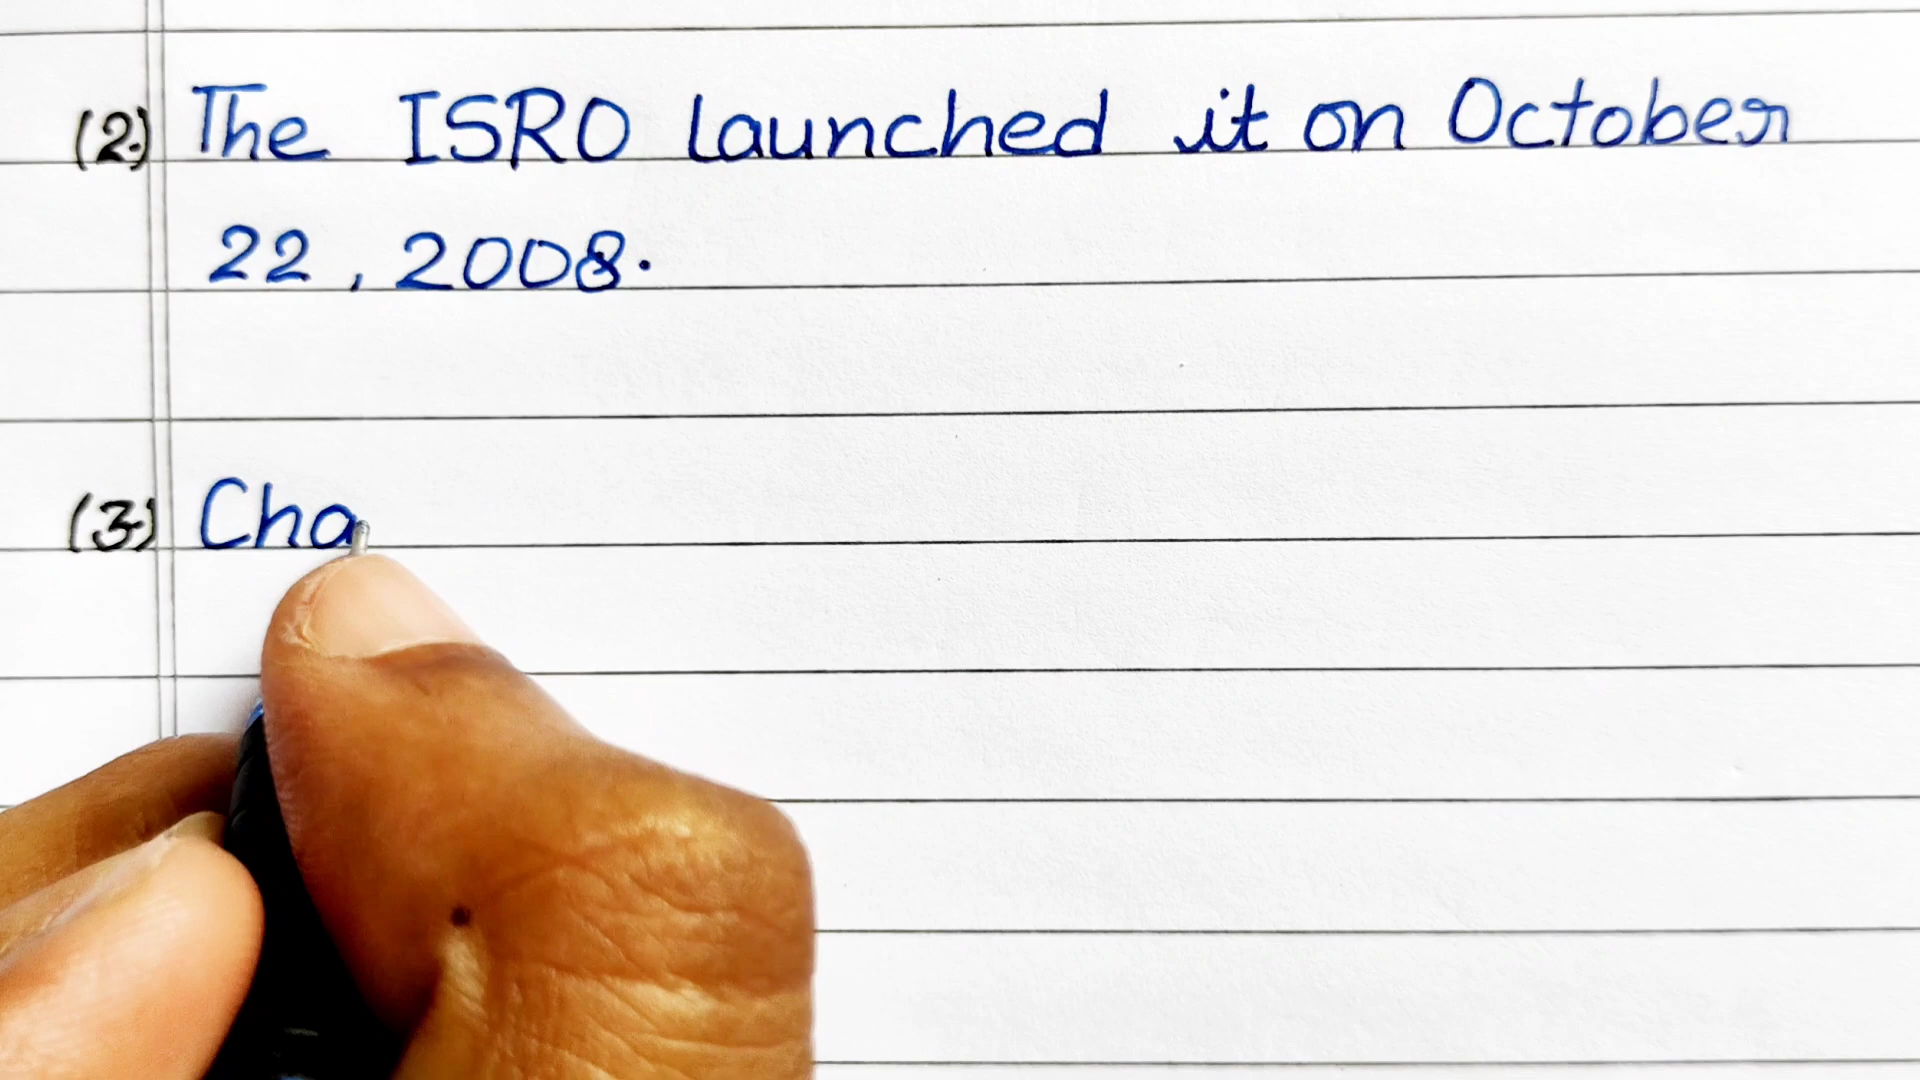 (2.) The ISRO launched it on October
22, 2008.
(3.) Cha